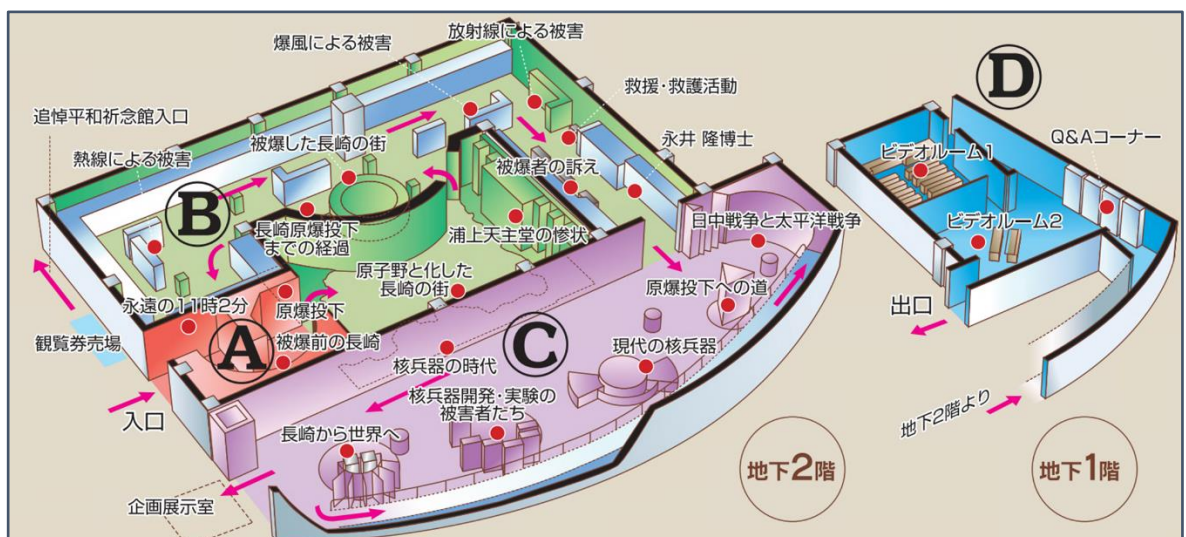 爆風による被害
放射線による被害
救援・救護活動
追悼平和祈念館入口
被爆した長崎の街
永井 隆博士
熱線による被害
被爆者の訴え
B
長崎原爆投下
までの経過
浦上天主堂の惨状
日中戦争と太平洋戦争
原子野と化した
長崎の街
永遠の11時2分
原爆投下
原爆投下への道
観覧券売場
A
被爆前の長崎
C
核兵器の時代
現代の核兵器
入口
核兵器開発・実験の
被害者たち
長崎から世界へ
企画展示室
地下2階
D
Q&Aコーナー
ビデオルーム1
ビデオルーム2
出口
地下2階より
地下1階